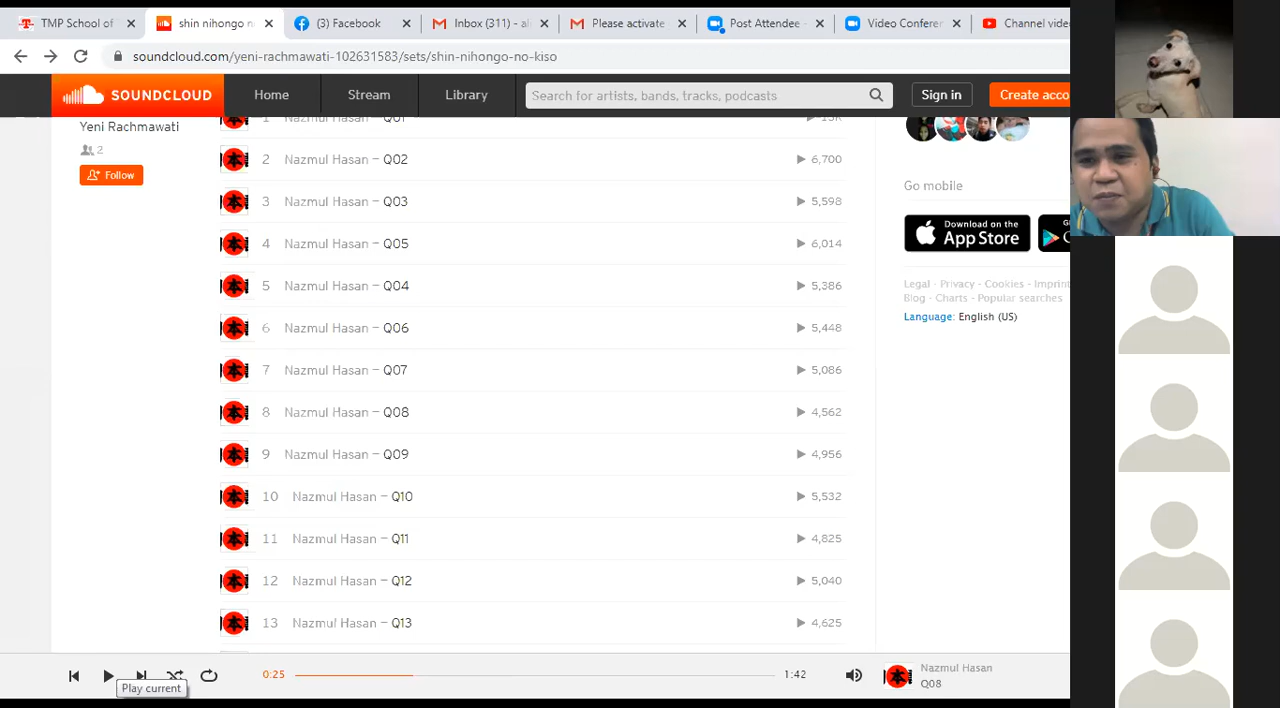 TMP School of
shin nihongo n
(3) Facebook
Inbox (311) - a
Please activate
Post Attendee -
Video Conferen
Channel video
soundcloud.com/yeni-rachmawati-102631583/sets/shin-nihongo-no-kiso
SOUNDCLOUD
Home
Stream
Library
Search for artists, bands, tracks, podcasts
Sign in
Create acco
Yeni Rachmawati
2
Follow
1 Nazmul Hasan – Q01 13K
2 Nazmul Hasan – Q02 6,700
3 Nazmul Hasan – Q03 5,598
4 Nazmul Hasan – Q05 6,014
5 Nazmul Hasan – Q04 5,386
6 Nazmul Hasan – Q06 5,448
7 Nazmul Hasan – Q07 5,086
8 Nazmul Hasan – Q08 4,562
9 Nazmul Hasan – Q09 4,956
10 Nazmul Hasan – Q10 5,532
11 Nazmul Hasan – Q11 4,825
12 Nazmul Hasan – Q12 5,040
13 Nazmul Hasan – Q13 4,625
Go mobile
Download on the
App Store
Legal - Privacy - Cookies - Imprint
Blog - Charts - Popular searches
Language: English (US)
Play current
0:25
1:42
Nazmul Hasan
Q08